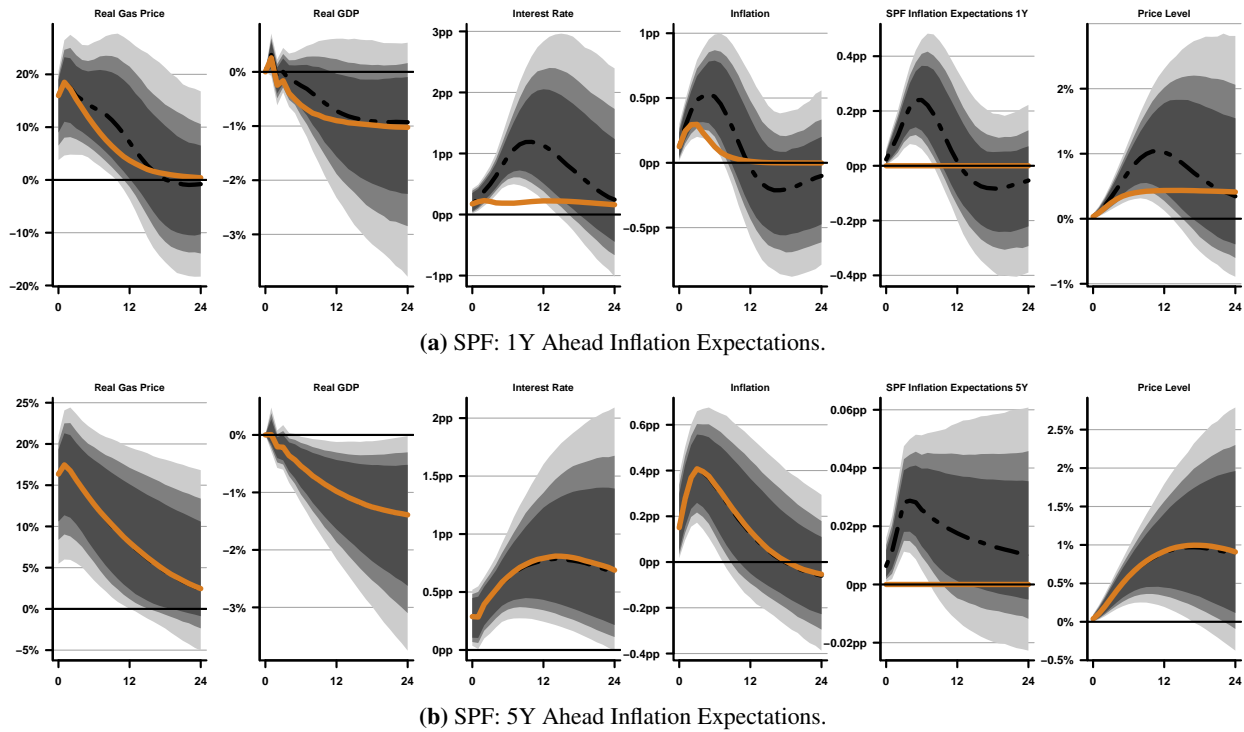 Real Gas Price Real GDP Interest Rate Inflation SPF Inflation Expectations 1Y Price Level
20% 10% 0% −10% −20%
0% −1% −2% −3%
3pp 2pp 1pp 0pp −1pp
1pp 0.5pp 0pp −0.5pp
0.4pp 0.2pp 0.0pp −0.2pp −0.4pp
2% 1% 0% −1%
0 12 24 0 12 24 0 12 24 0 12 24 0 12 24 0 12 24
(a) SPF: 1Y Ahead Inflation Expectations.
Real Gas Price Real GDP Interest Rate Inflation SPF Inflation Expectations 5Y Price Level
25% 20% 15% 10% 5% 0% −5%
0% −1% −2% −3%
2pp 1.5pp 1pp 0.5pp 0pp
0.6pp 0.4pp 0.2pp 0.0pp −0.2pp −0.4pp
0.06pp 0.04pp 0.02pp 0pp −0.02pp
2.5% 2% 1.5% 1% 0.5% 0% −0.5%
0 12 24 0 12 24 0 12 24 0 12 24 0 12 24 0 12 24
(b) SPF: 5Y Ahead Inflation Expectations.